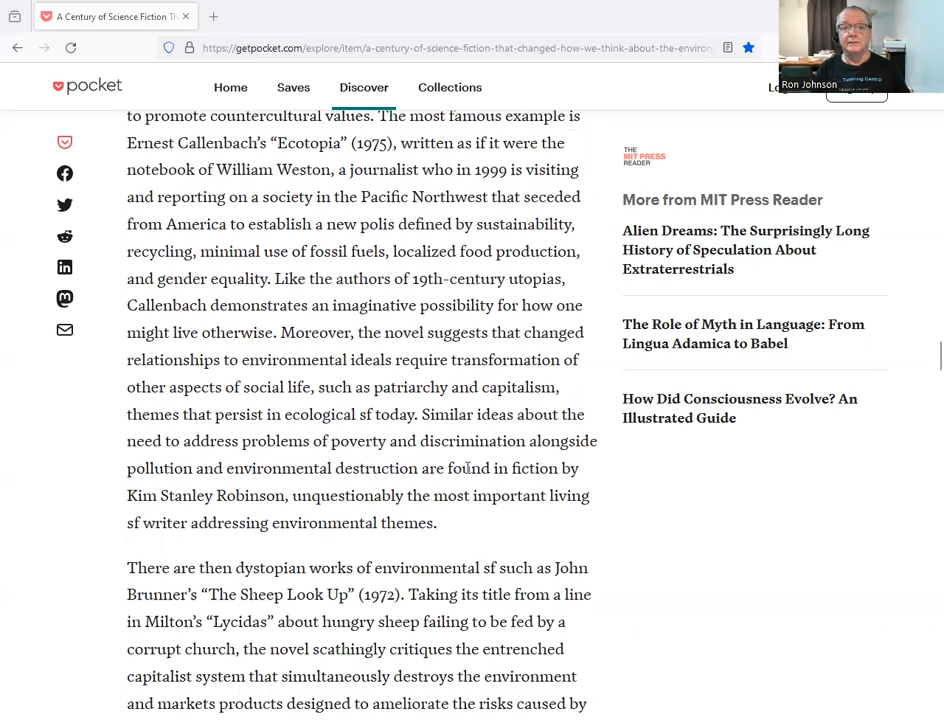 A Century of Science Fiction Th
https://getpocket.com/explore/item/a-century-of-science-fiction-that-changed-how-we-think-about-the-environ
pocket
Home
Saves
Discover
Collections
Ron Johnson
to promote countercultural values. The most famous example is
Ernest Callenbach’s “Ecotopia” (1975), written as if it were the
notebook of William Weston, a journalist who in 1999 is visiting
and reporting on a society in the Pacific Northwest that seceded
from America to establish a new polis defined by sustainability,
recycling, minimal use of fossil fuels, localized food production,
and gender equality. Like the authors of 19th-century utopias,
Callenbach demonstrates an imaginative possibility for how one
might live otherwise. Moreover, the novel suggests that changed
relationships to environmental ideals require transformation of
other aspects of social life, such as patriarchy and capitalism,
themes that persist in ecological sf today. Similar ideas about the
need to address problems of poverty and discrimination alongside
pollution and environmental destruction are found in fiction by
Kim Stanley Robinson, unquestionably the most important living
sf writer addressing environmental themes.
There are then dystopian works of environmental sf such as John
Brunner’s “The Sheep Look Up” (1972). Taking its title from a line
in Milton’s “Lycidas” about hungry sheep failing to be fed by a
corrupt church, the novel scathingly critiques the entrenched
capitalist system that simultaneously destroys the environment
and markets products designed to ameliorate the risks caused by
THE
MIT PRESS
READER
More from MIT Press Reader
Alien Dreams: The Surprisingly Long
History of Speculation About
Extraterrestrials
The Role of Myth in Language: From
Lingua Adamica to Babel
How Did Consciousness Evolve? An
Illustrated Guide